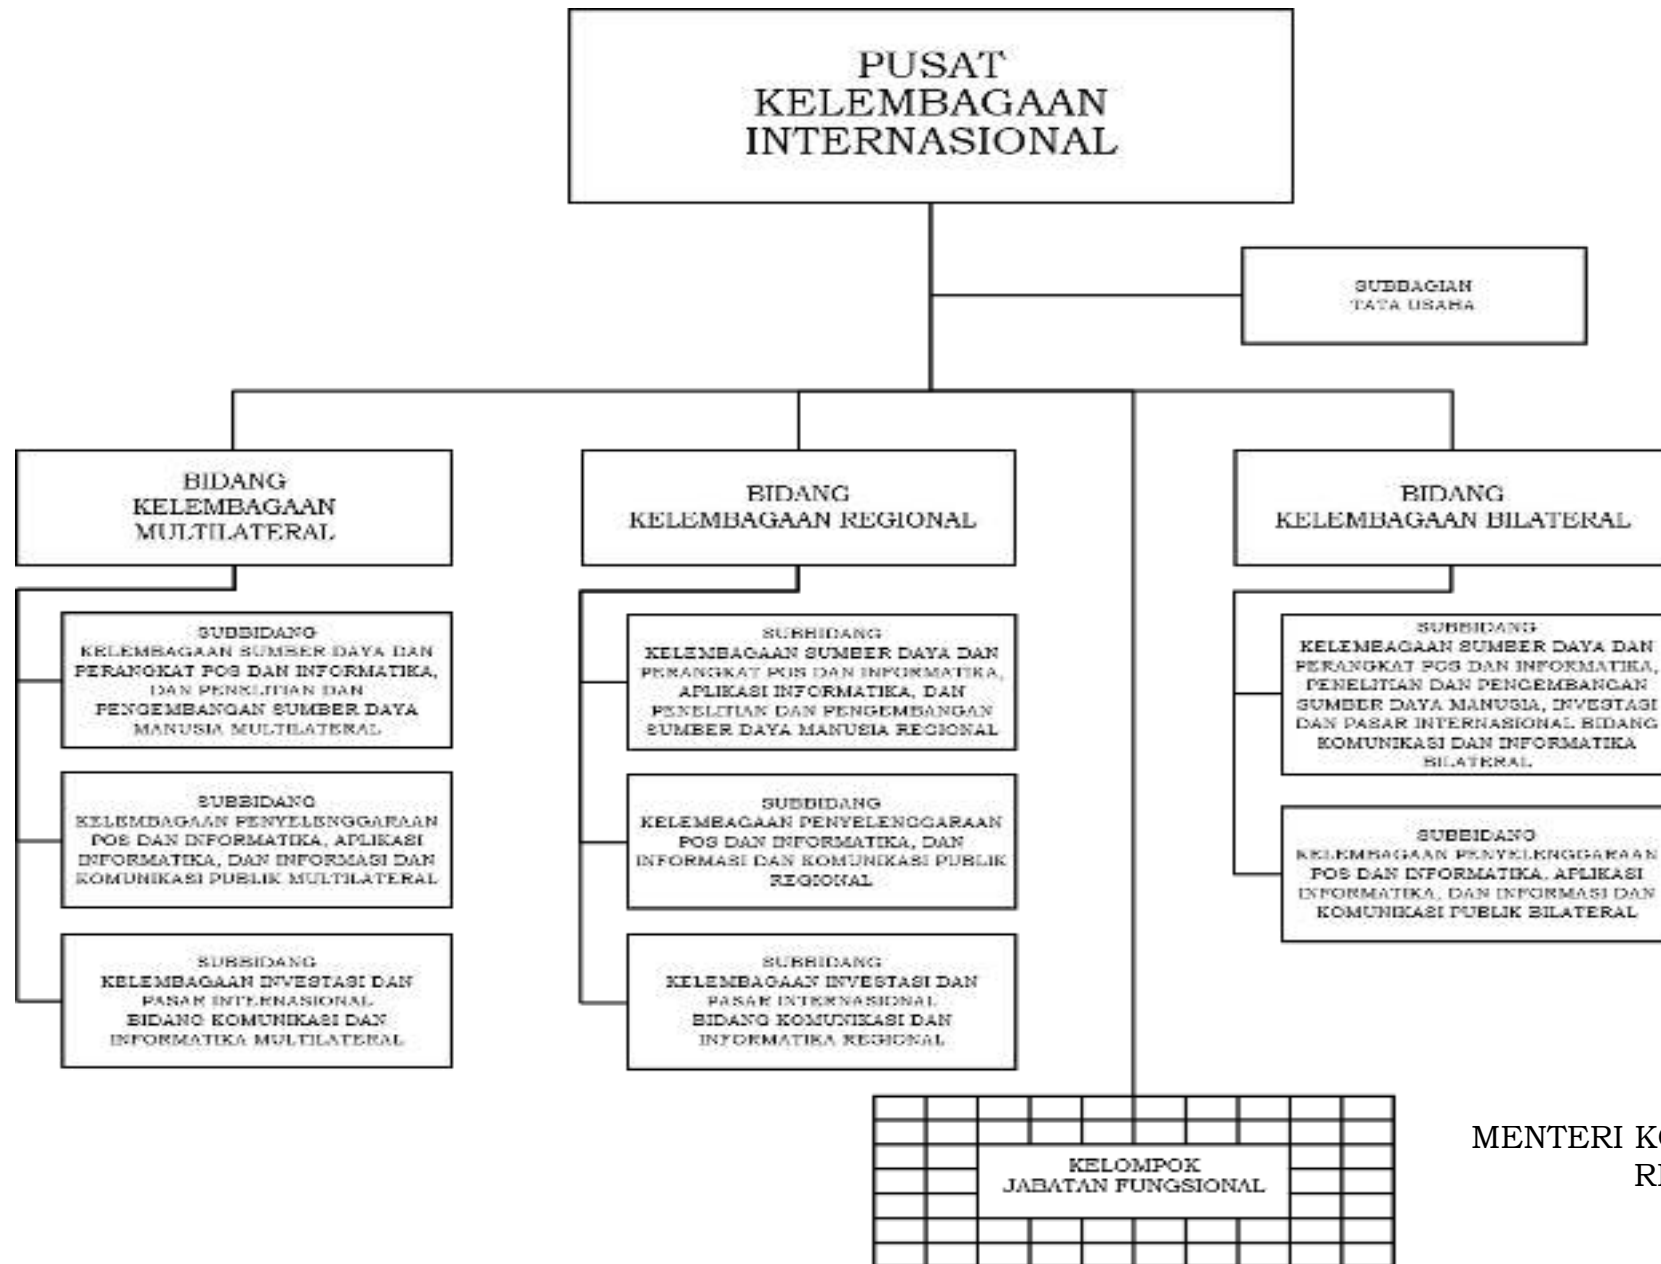 PUSAT
KELEMBAGAAN
INTERNASIONAL
SUBBAGIAN
TATA USAHA
BIDANG
KELEMBAGAAN
MULTILATERAL
SUBBIDANG
KELEMBAGAAN SUMBER DAYA DAN
PERANGKAT POS DAN INFORMATIKA,
DAN PENELITIAN DAN
PENGEMBANGAN SUMBER DAYA
MANUSIA MULTILATERAL
SUBBIDANG
KELEMBAGAAN PENYELENGGARAAN
POS DAN INFORMATIKA, APLIKASI
INFORMATIKA, DAN INFORMASI DAN
KOMUNIKASI PUBLIK MULTILATERAL
SUBBIDANG
KELEMBAGAAN INVESTASI DAN
PASAR INTERNASIONAL
BIDANG KOMUNIKASI DAN
INFORMATIKA MULTILATERAL
BIDANG
KELEMBAGAAN REGIONAL
SUBBIDANG
KELEMBAGAAN SUMBER DAYA DAN
PERANGKAT POS DAN INFORMATIKA,
APLIKASI INFORMATIKA, DAN
PENELITIAN DAN PENGEMBANGAN
SUMBER DAYA MANUSIA REGIONAL
SUBBIDANG
KELEMBAGAAN PENYELENGGARAAN
POS DAN INFORMATIKA, DAN
INFORMASI DAN KOMUNIKASI PUBLIK
REGIONAL
SUBBIDANG
KELEMBAGAAN INVESTASI DAN
PASAR INTERNASIONAL
BIDANG KOMUNIKASI DAN
INFORMATIKA REGIONAL
BIDANG
KELEMBAGAAN BILATERAL
SUBBIDANG
KELEMBAGAAN SUMBER DAYA DAN
PERANGKAT POS DAN INFORMATIKA,
PENELITIAN DAN PENGEMBANGAN
SUMBER DAYA MANUSIA, INVESTASI
DAN PASAR INTERNASIONAL BIDANG
KOMUNIKASI DAN INFORMATIKA
BILATERAL
SUBBIDANG
KELEMBAGAAN PENYELENGGARAAN
POS DAN INFORMATIKA, APLIKASI
INFORMATIKA, DAN INFORMASI DAN
KOMUNIKASI PUBLIK BILATERAL
KELOMPOK
JABATAN FUNGSIONAL
MENTERI